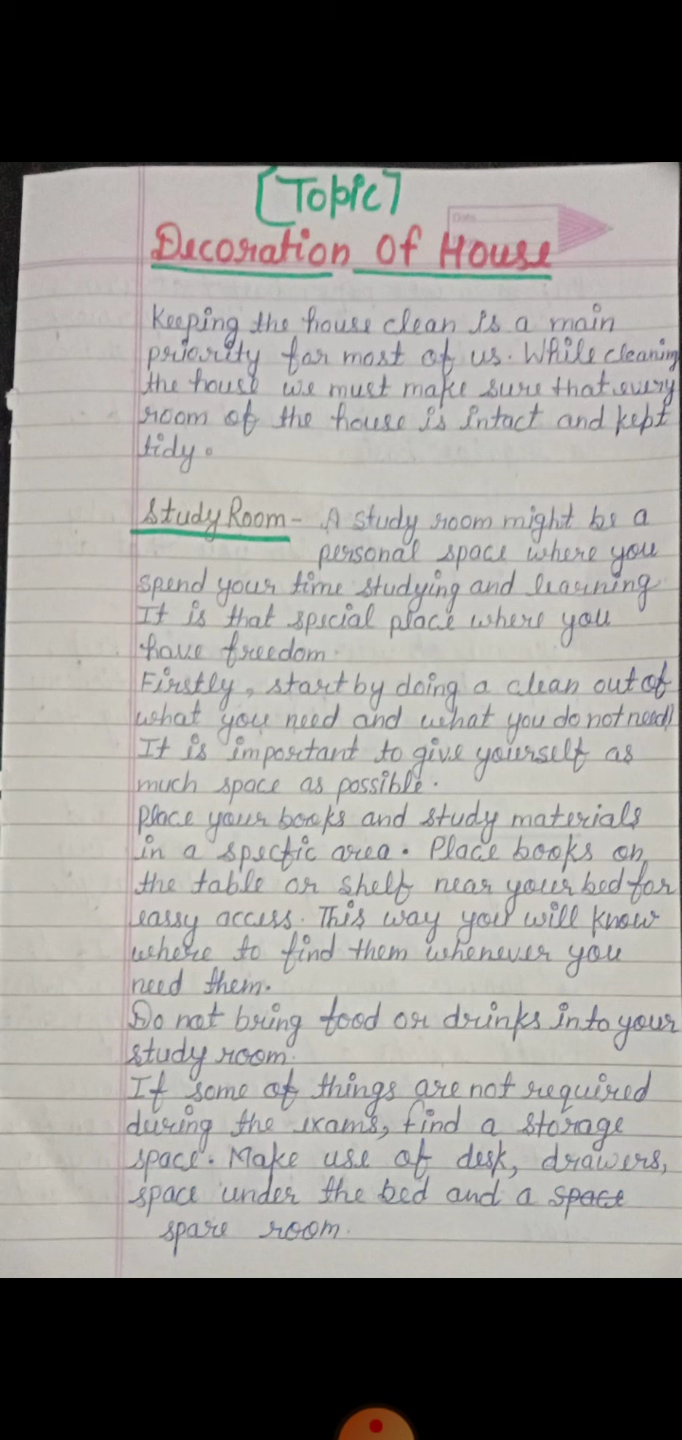 [Topic]
Decoration Of House
Keeping the house clean is a main
priority for most of us. While cleaning
the house we must make sure that every
room of the house is intact and kept
tidy.
Study Room - A study room might be a
personal space where you
spend your time studying and learning.
It is that special place where you
have freedom.
Firstly, start by doing a clean out of
what you need and what you do not need.
It is important to give yourself as
much space as possible.
Place your books and study materials
in a specfic area. Place books on
the table or shelf near your bed for
eassy access. This way you will know
where to find them whenever you
need them.
Do not bring food or drinks into your
study room.
If some of things are not required
during the exams, find a storage
space. Make use of desk, drawers,
space under the bed and a space
spare room.